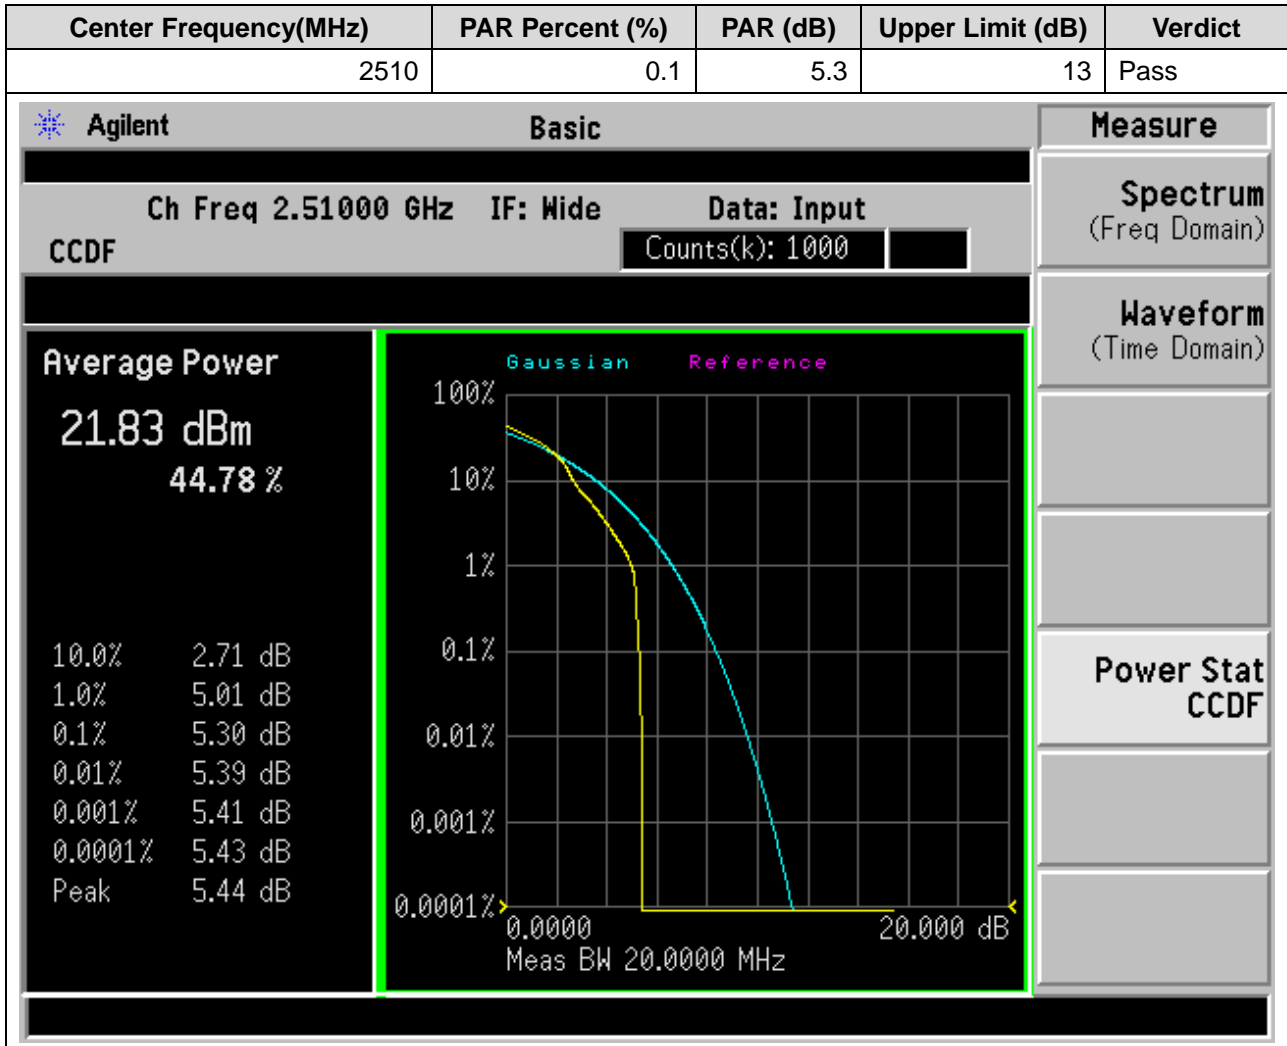 Center Frequency(MHz) PAR Percent (%) PAR (dB) Upper Limit (dB) Verdict
2510 0.1 5.3 13 Pass
Agilent Basic Measure
Ch Freq 2.51000 GHz IF: Wide Data: Input
CCDF Counts(k): 1000
Spectrum
(Freq Domain)
Waveform
(Time Domain)
Power Stat
CCDF
Average Power
21.83 dBm
44.78 %
10.0% 2.71 dB
1.0% 5.01 dB
0.1% 5.30 dB
0.01% 5.39 dB
0.001% 5.41 dB
0.0001% 5.43 dB
Peak 5.44 dB
Gaussian Reference
100%
10%
1%
0.1%
0.01%
0.001%
0.0001%
0.0000 20.000 dB
Meas BW 20.0000 MHz